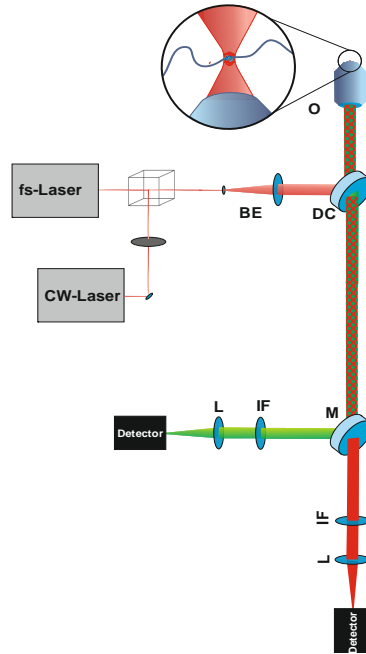 O
fs-Laser
BE
DC
CW-Laser
L
IF
M
Detector
IF
L
Detector